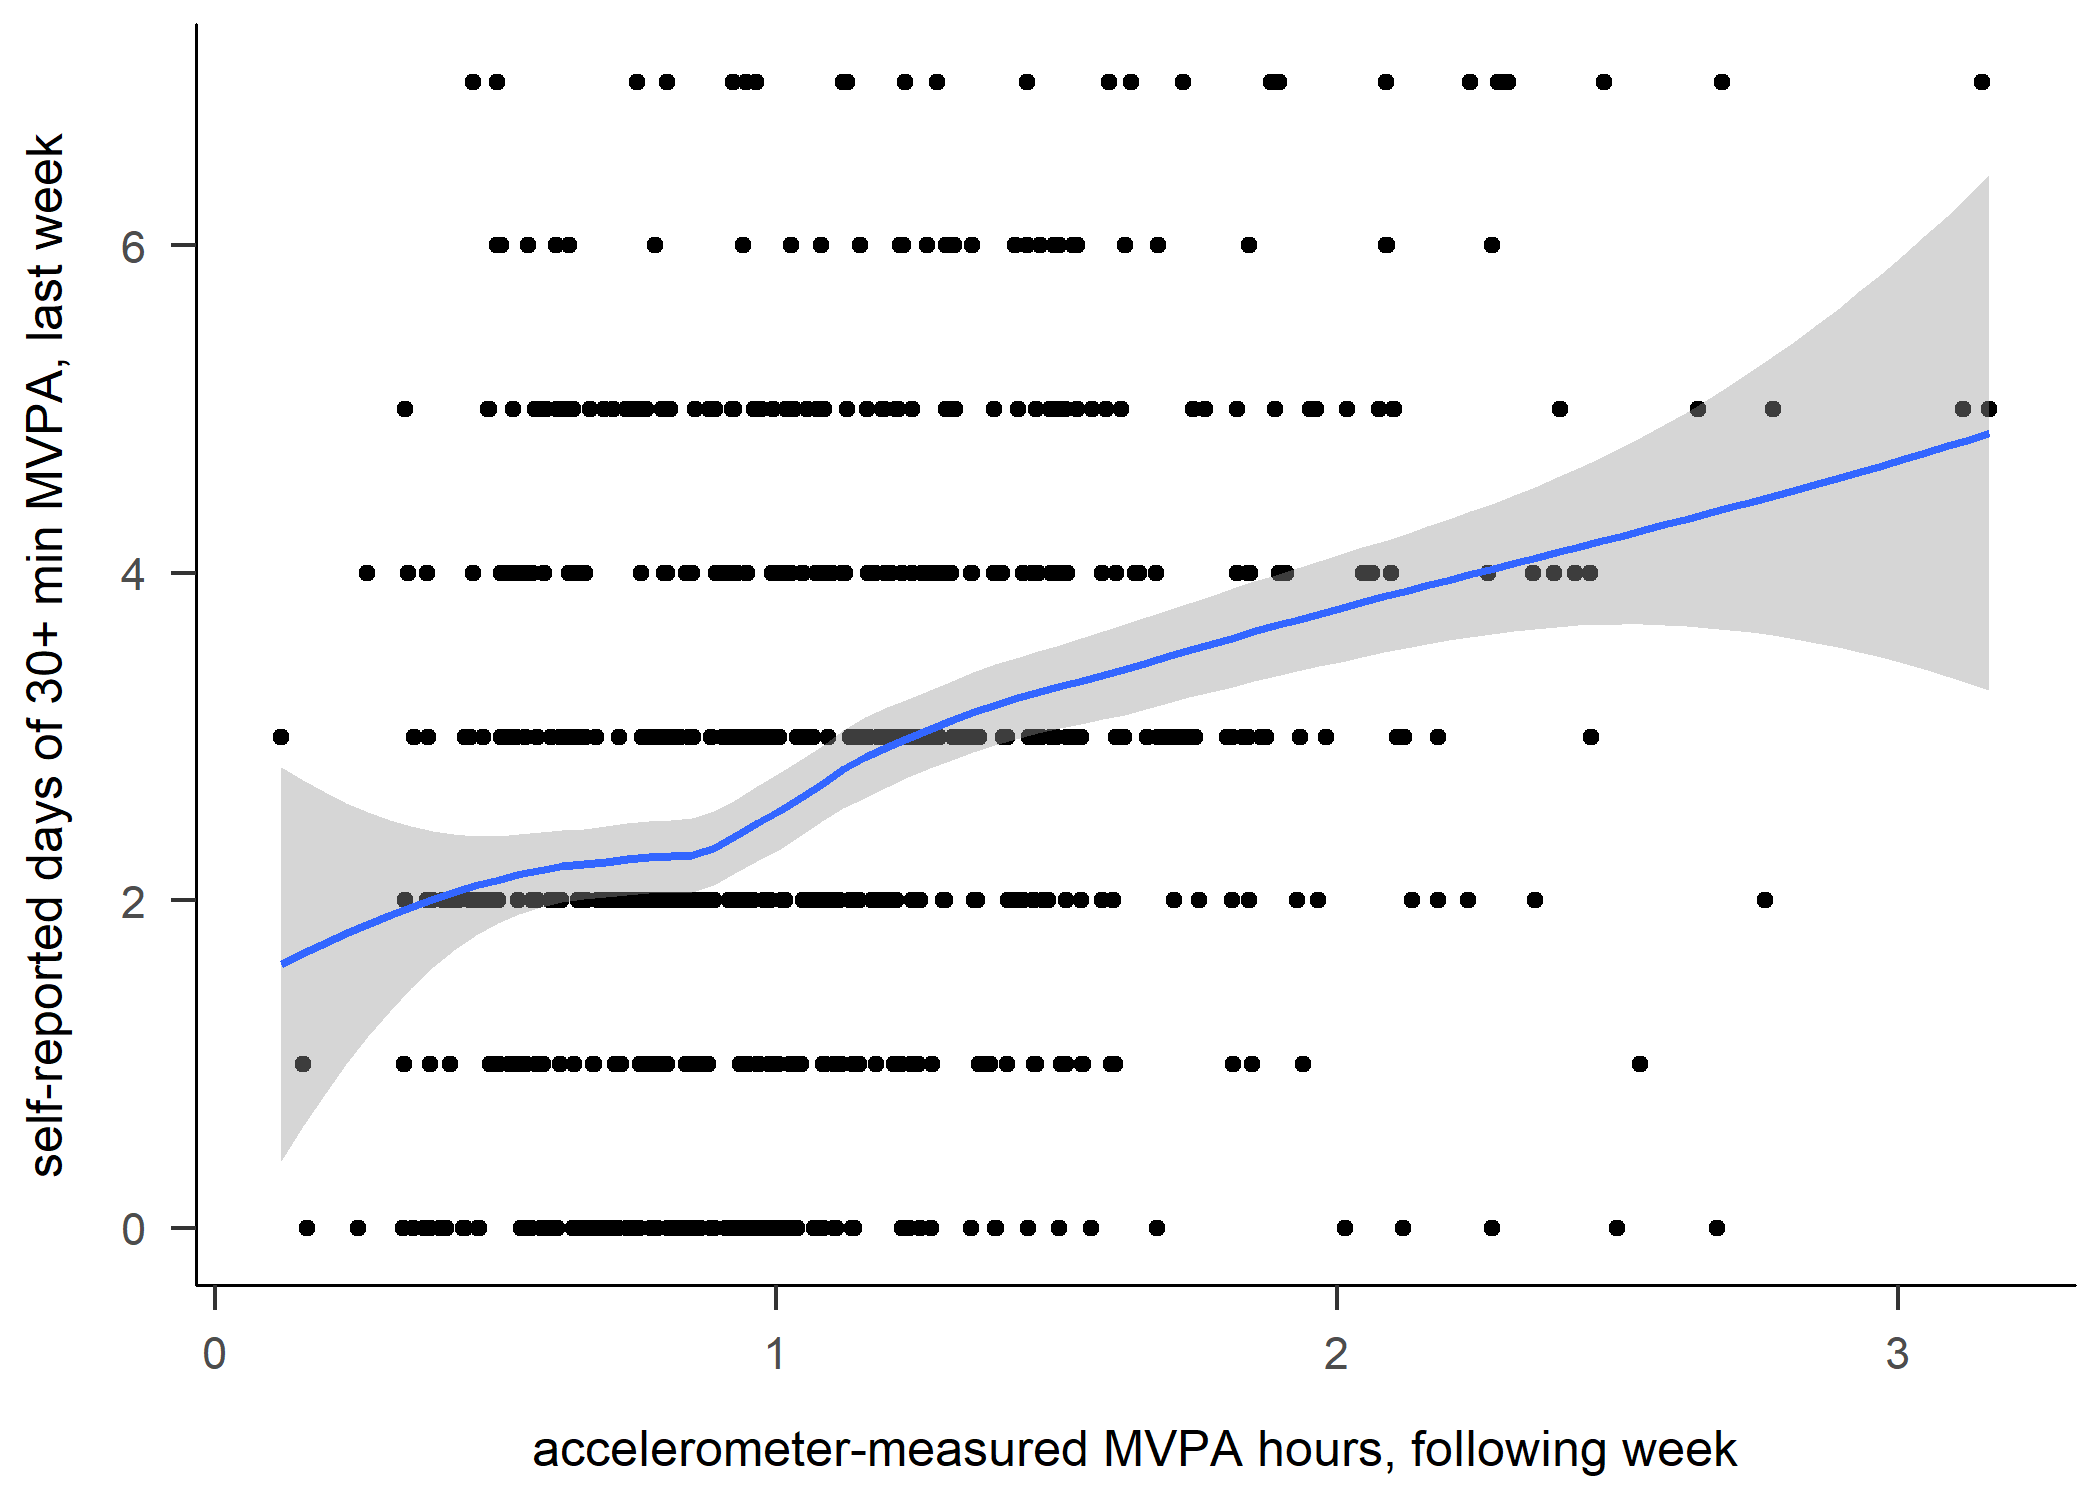 self-reported days of 30+ min MVPA, last week
6
4
2
0
0 1 2 3
accelerometer-measured MVPA hours, following week